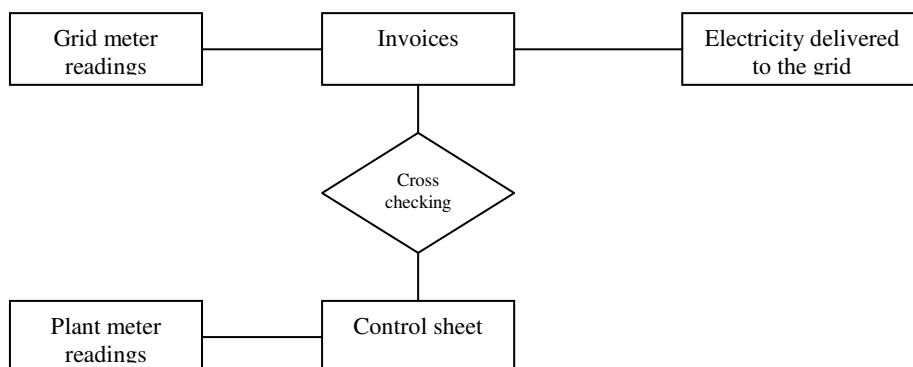 Grid meter
readings
Invoices
Electricity delivered
to the grid
Cross
checking
Plant meter
readings
Control sheet